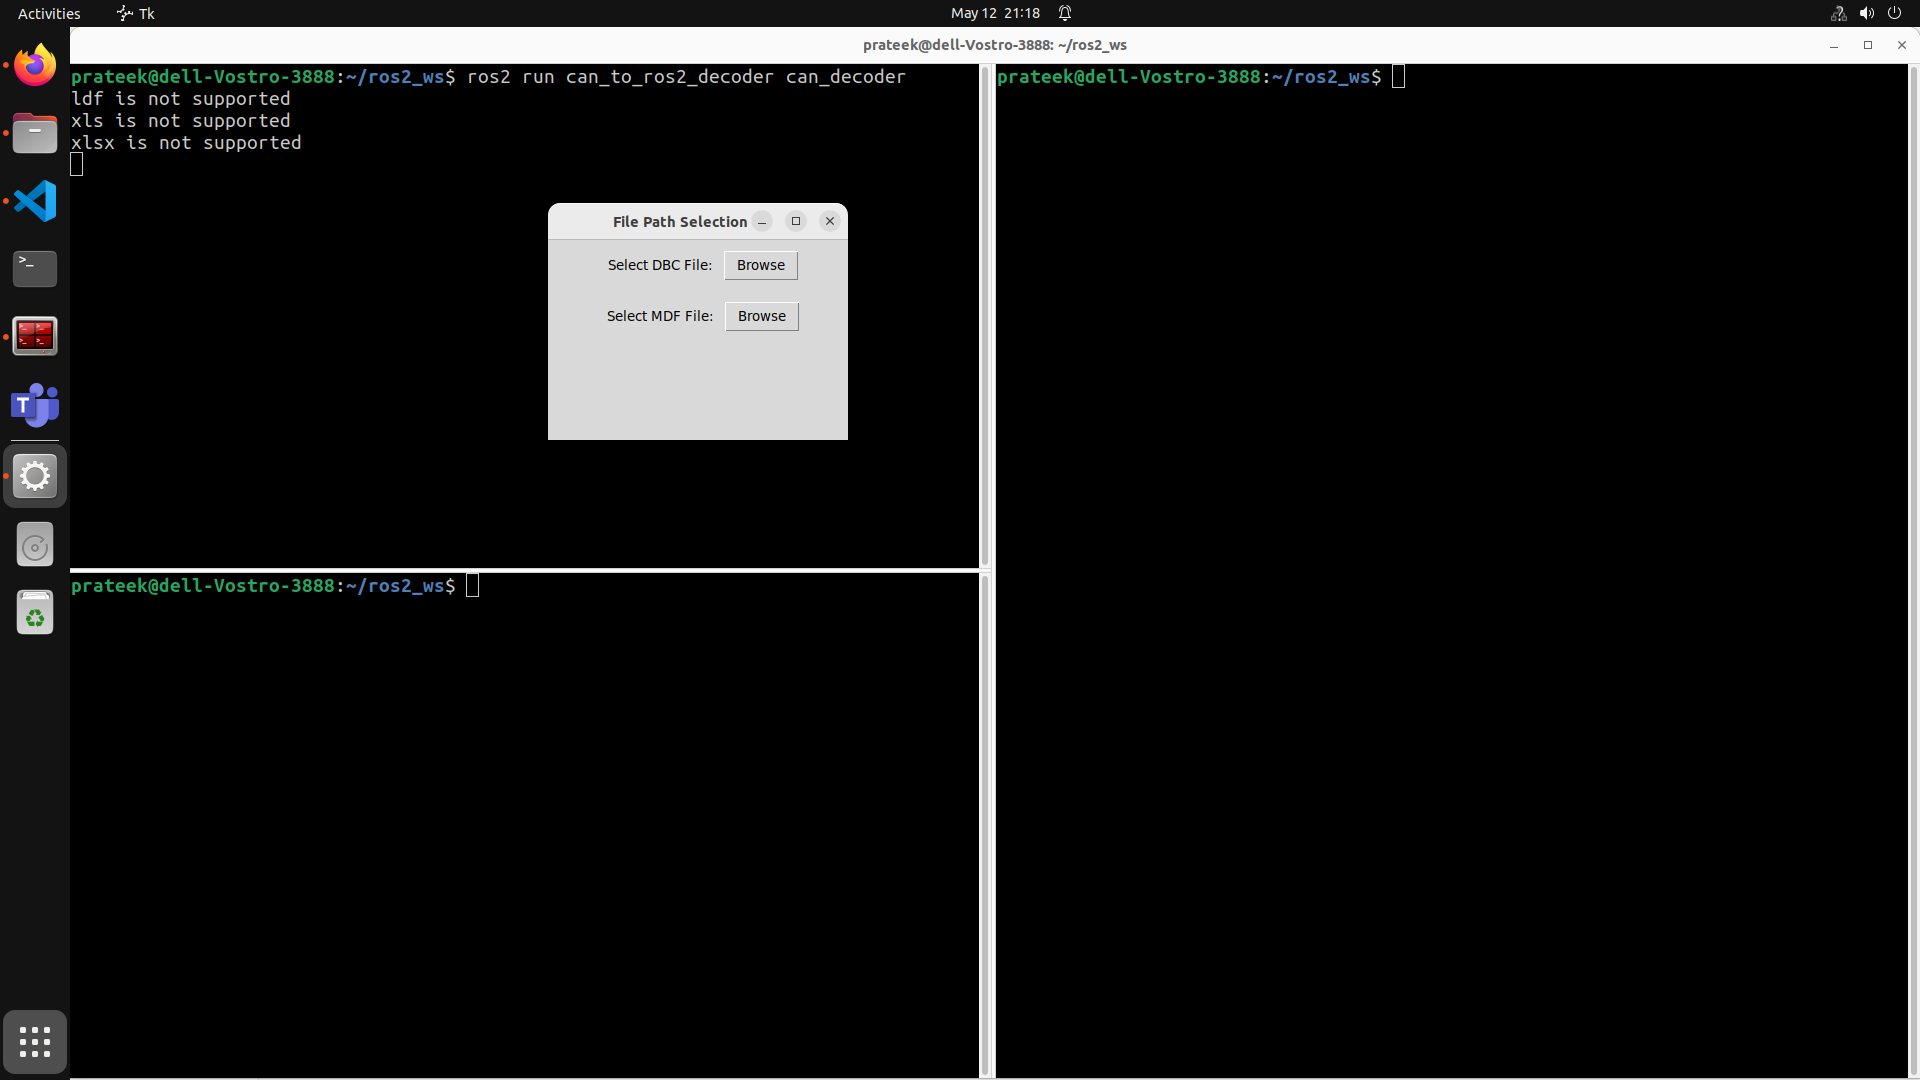 Activities Tk May 12 21:18
prateek@dell-Vostro-3888: ~/ros2_ws
prateek@dell-Vostro-3888:~/ros2_ws$ ros2 run can_to_ros2_decoder can_decoder
ldf is not supported
xls is not supported
xlsx is not supported
File Path Selection
Select DBC File: Browse
Select MDF File: Browse
prateek@dell-Vostro-3888:~/ros2_ws$
prateek@dell-Vostro-3888:~/ros2_ws$